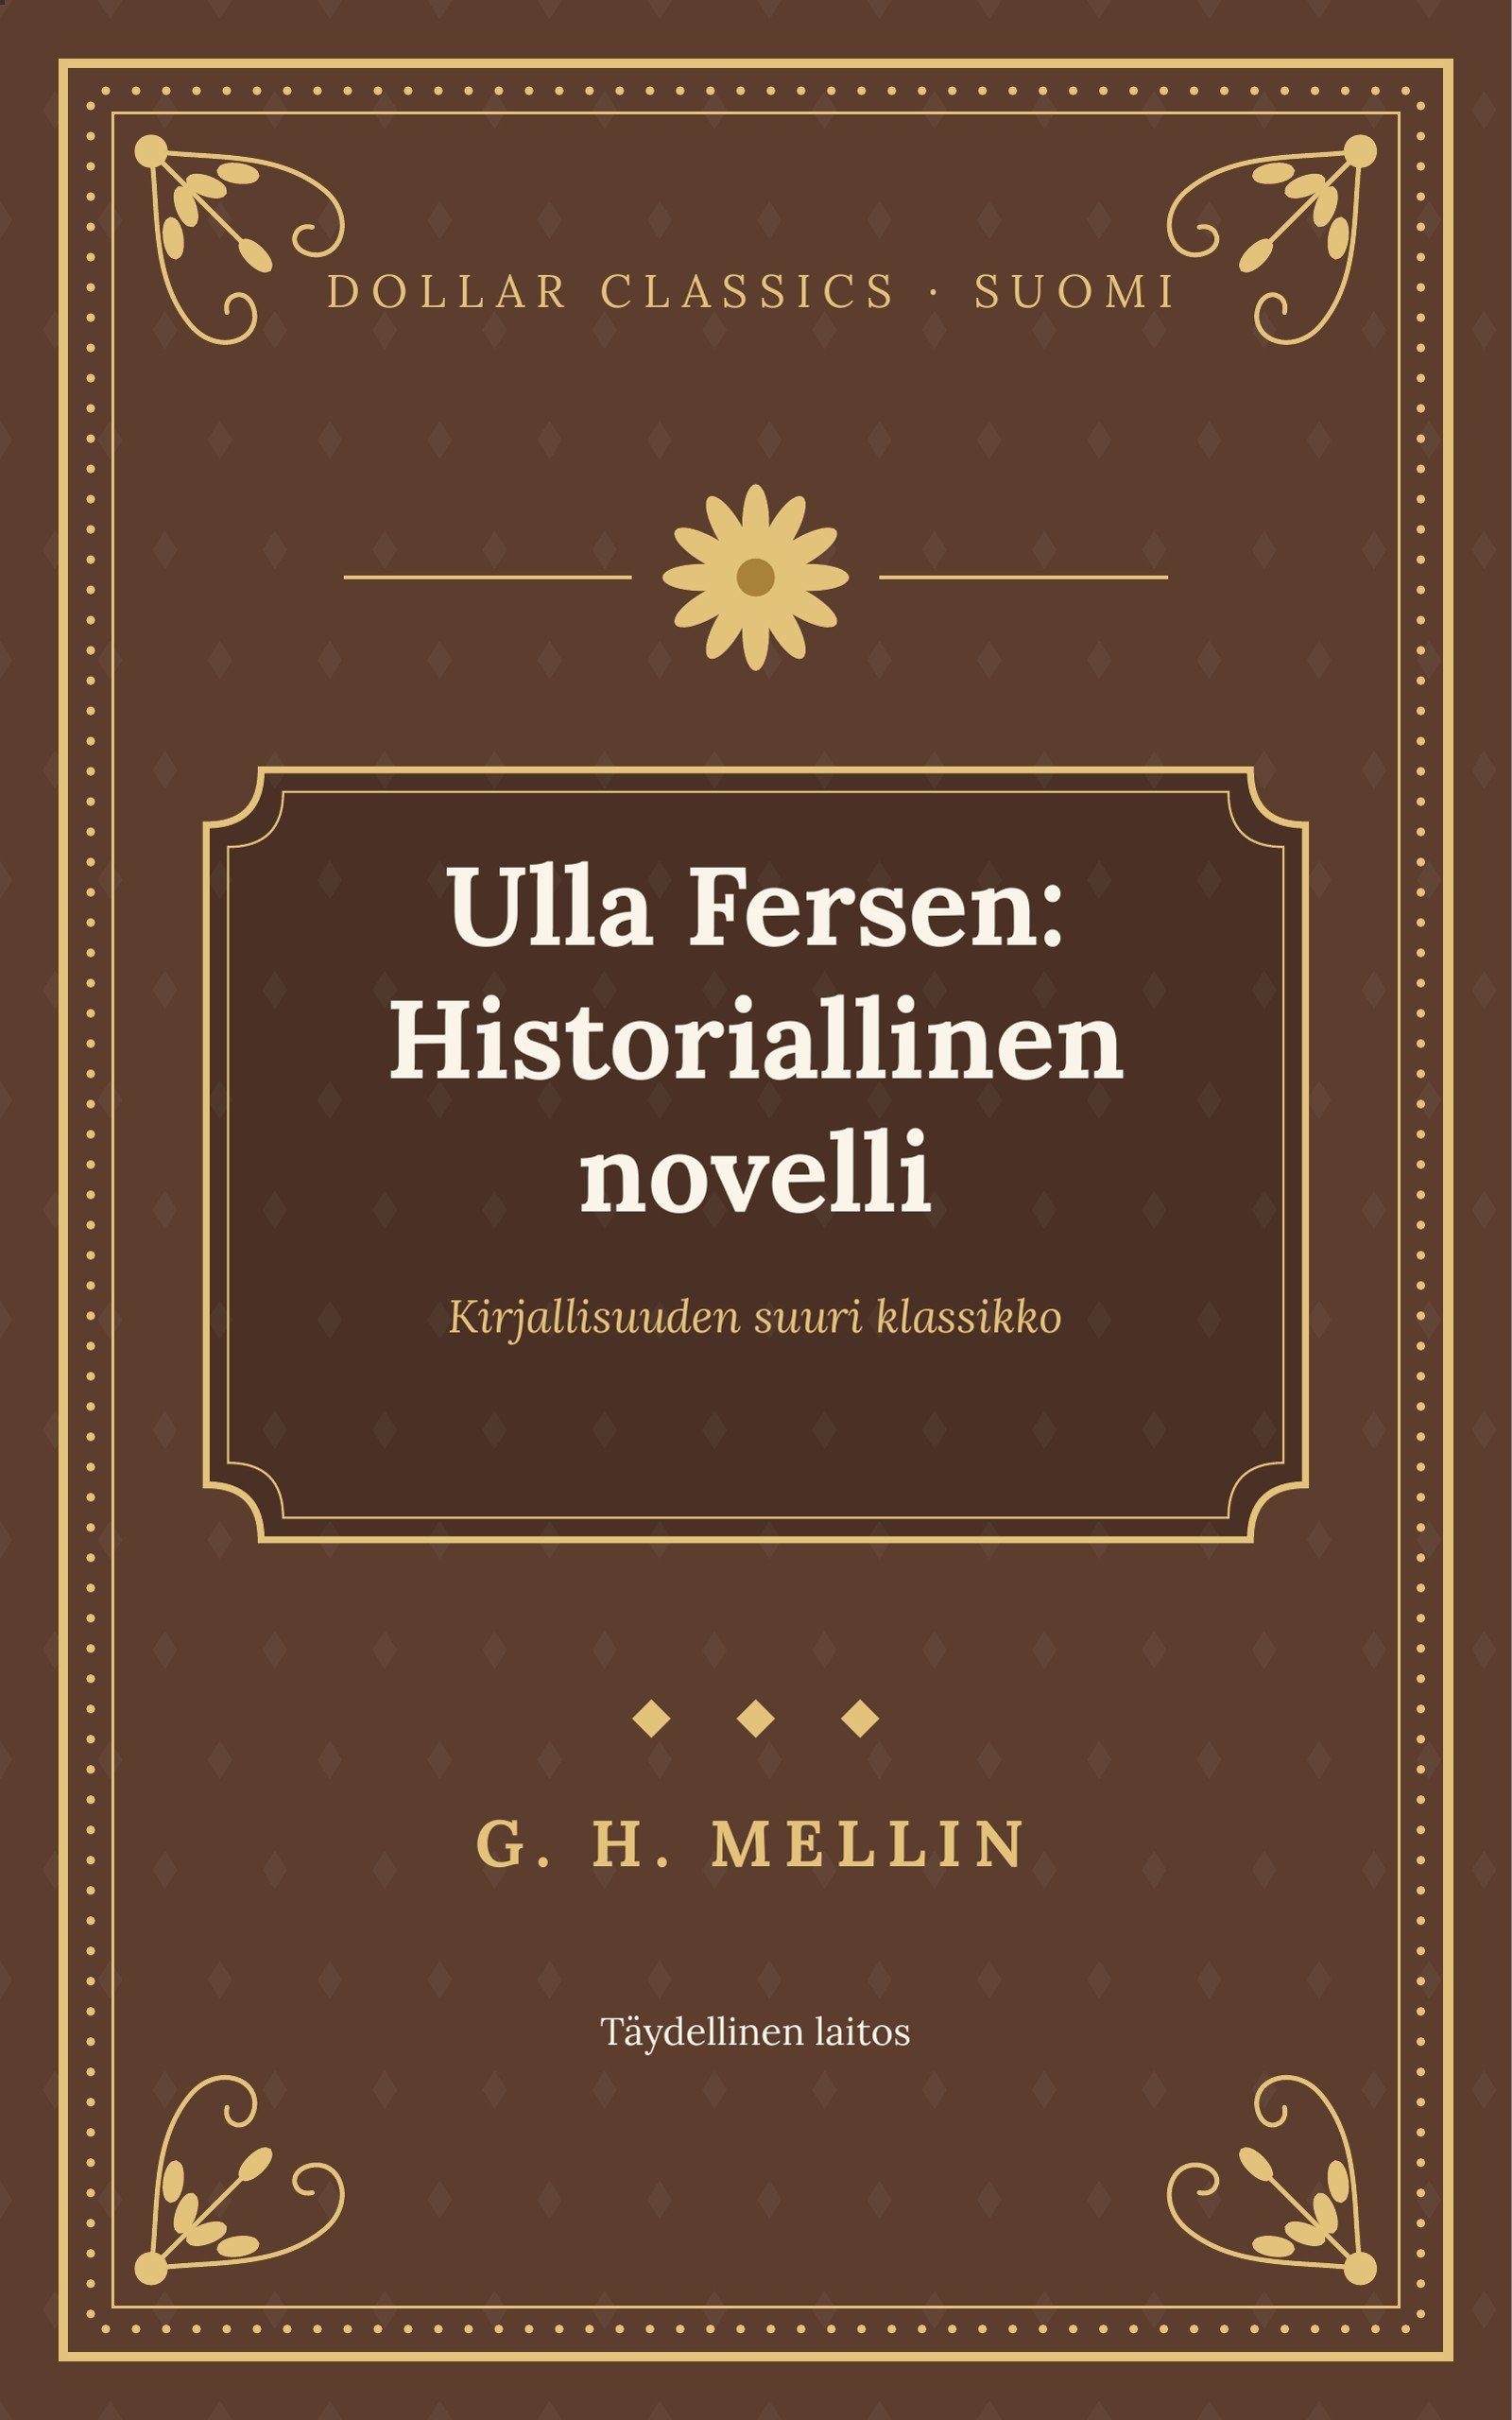 DOLLAR CLASSICS · SUOMI
Ulla Fersen:
Historiallinen
novelli
Kirjallisuuden suuri klassikko
G. H. MELLIN
Täydellinen laitos